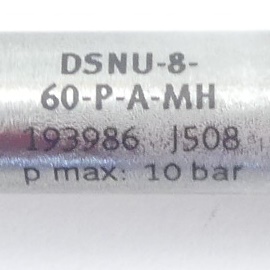 DSNU-8-
60-P-A-MH
193986 J508
p max: 10 bar